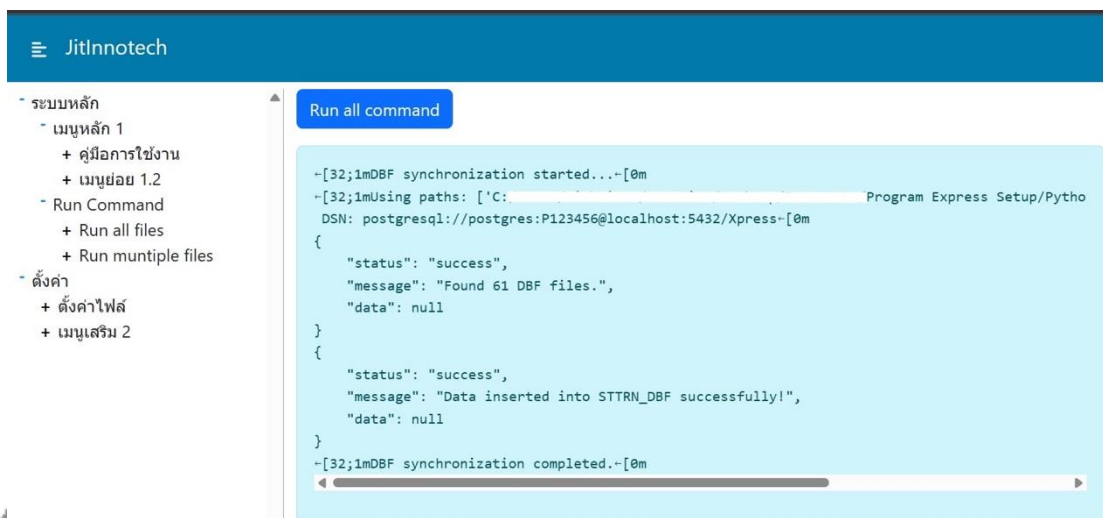 JitInnotech
ระบบหลัก
เมนูหลัก 1
+ คู่มือการใช้งาน
+ เมนูย่อย 1.2
Run Command
+ Run all files
+ Run muntiple files
ตั้งค่า
+ ตั้งค่าไฟล์
+ เมนูเสริม 2
Run all command
←[32;1mDBF synchronization started...←[0m
←[32;1mUsing paths: ['C: Program Express Setup/Pytho
DSN: postgresql://postgres:P123456@localhost:5432/Xpress←[0m
{
"status": "success",
"message": "Found 61 DBF files.",
"data": null
}
{
"status": "success",
"message": "Data inserted into STTRN_DBF successfully!",
"data": null
}
←[32;1mDBF synchronization completed.←[0m